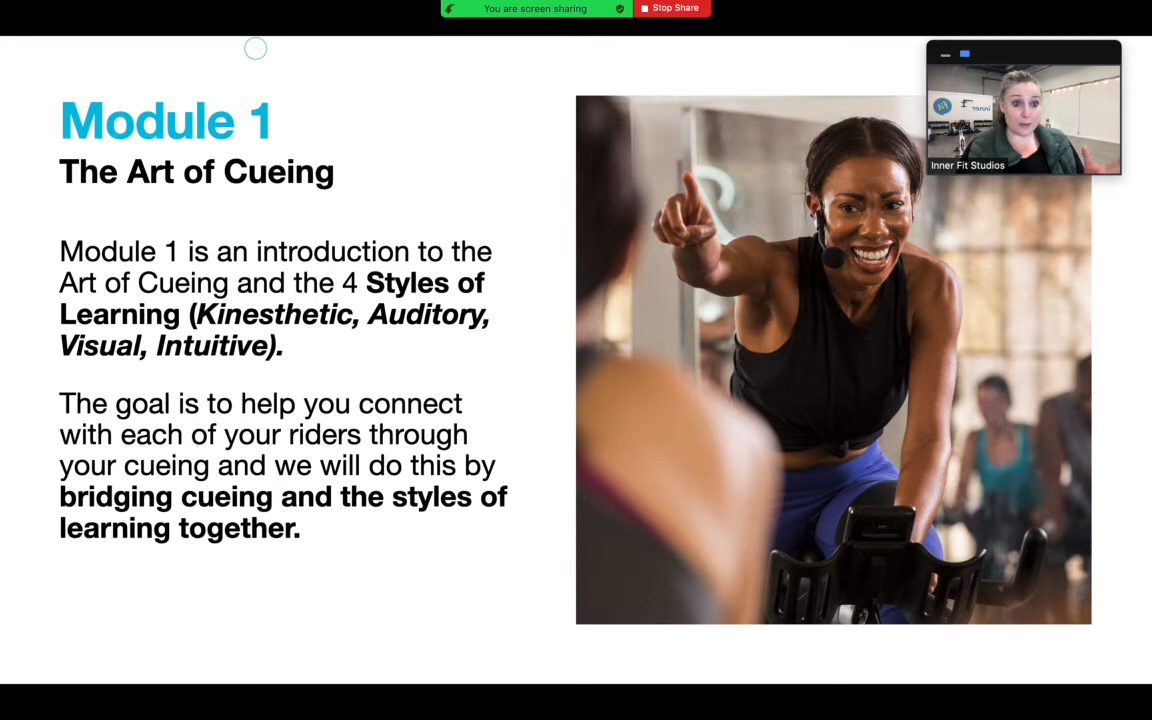 You are screen sharing
Stop Share
Module 1
The Art of Cueing
Module 1 is an introduction to the
Art of Cueing and the 4 Styles of
Learning (Kinesthetic, Auditory,
Visual, Intuitive).
The goal is to help you connect
with each of your riders through
your cueing and we will do this by
bridging cueing and the styles of
learning together.
Inner Fit Studios